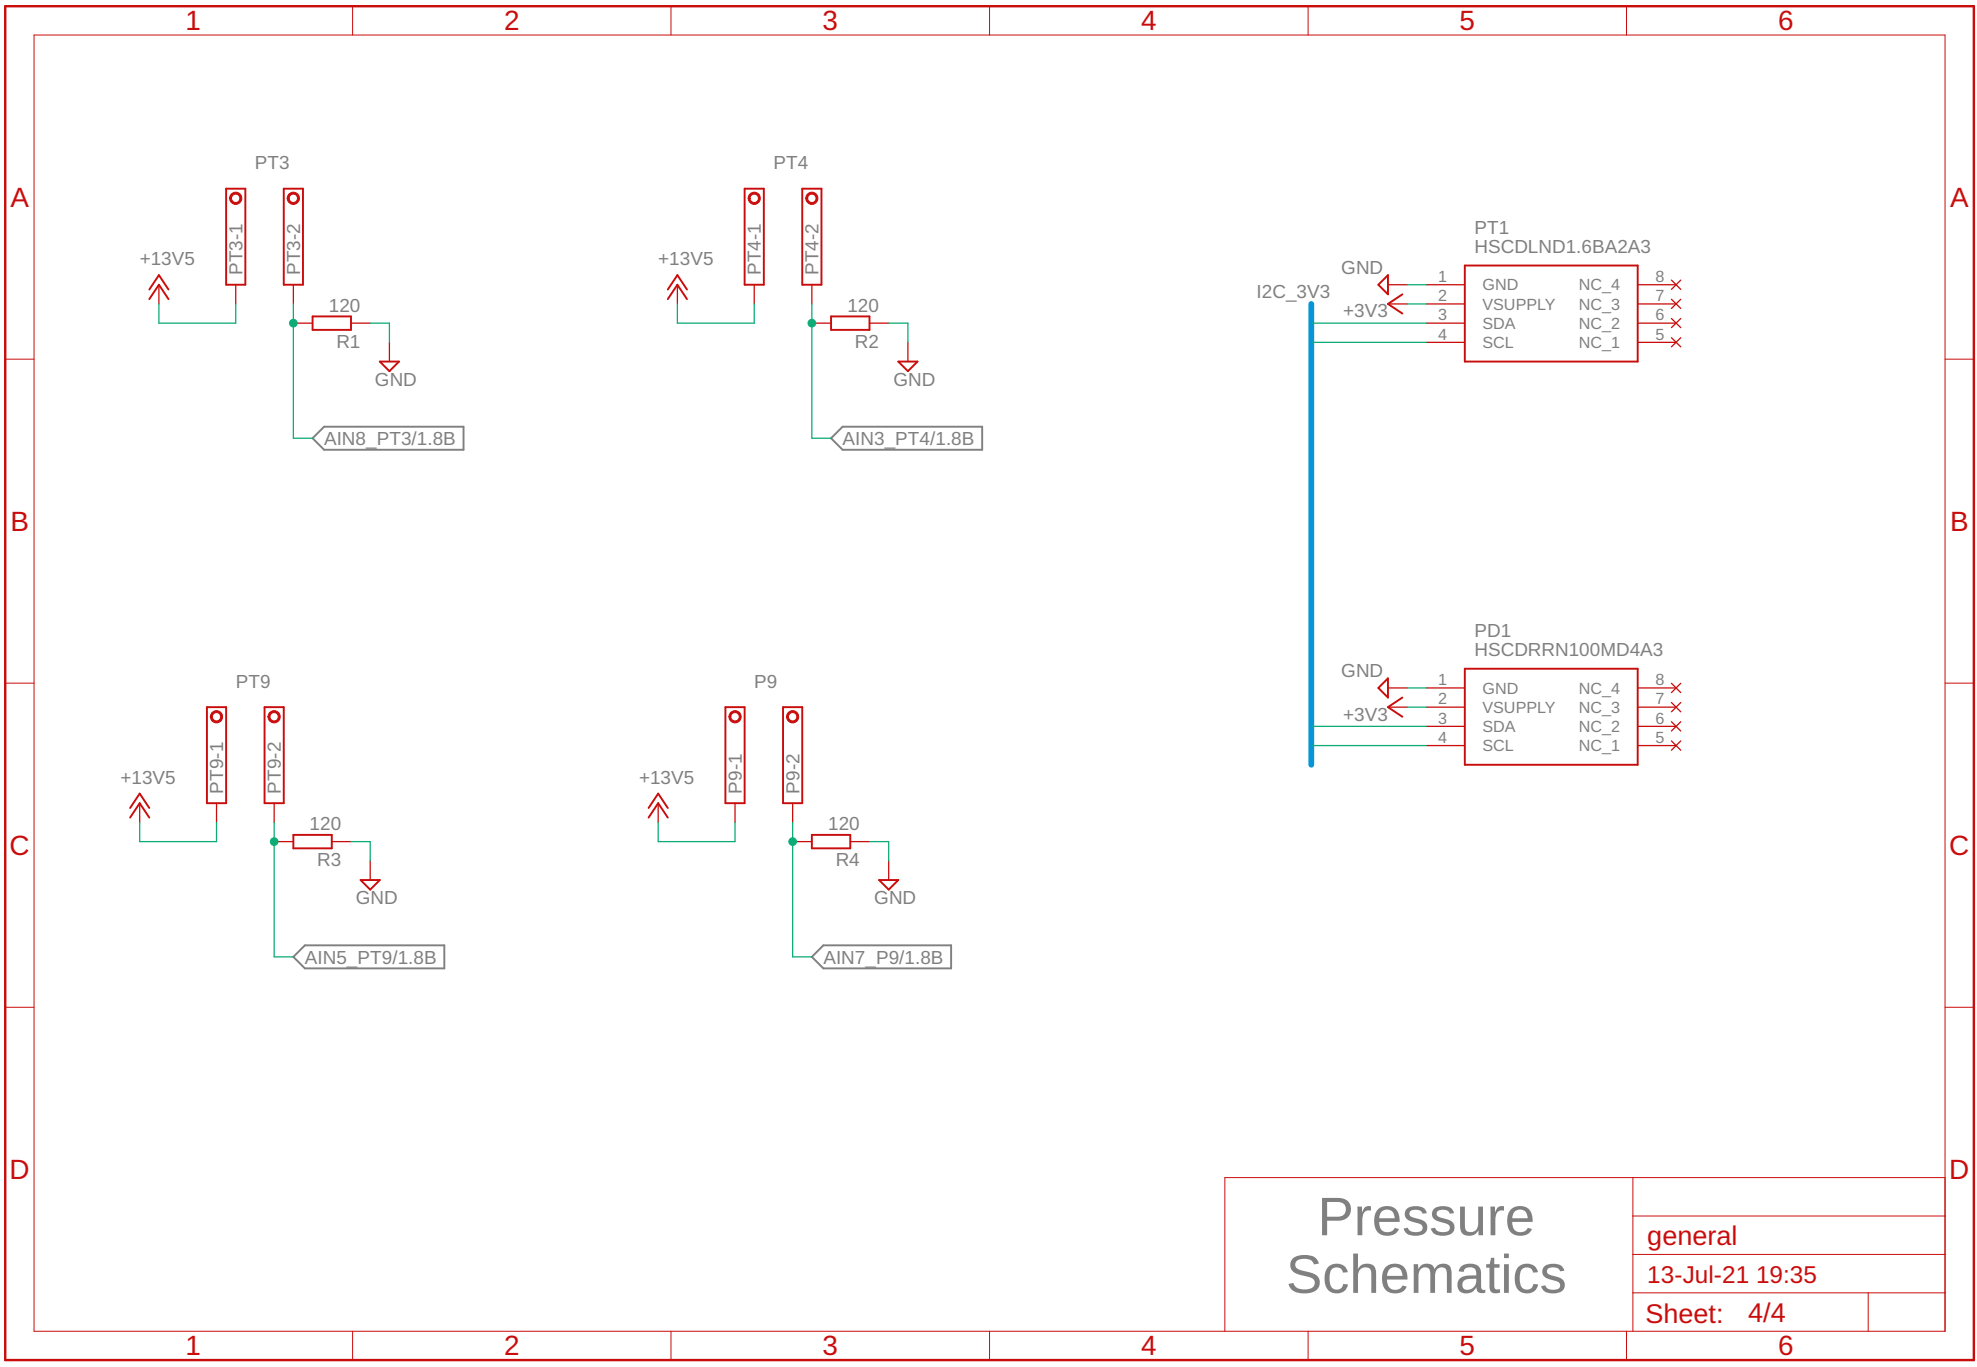 1 2 3 4 5 6
A A
B B
C C
D D
PT3
PT3-1
PT3-2
+13V5
120
R1
GND
AIN8_PT3/1.8B
PT4
PT4-1
PT4-2
+13V5
120
R2
GND
AIN3_PT4/1.8B
I2C_3V3
PT1
HSCDLND1.6BA2A3
GND
+3V3
1 GND NC_4 8
2 VSUPPLY NC_3 7
3 SDA NC_2 6
4 SCL NC_1 5
PT9
PT9-1
PT9-2
+13V5
120
R3
GND
AIN5_PT9/1.8B
P9
P9-1
P9-2
+13V5
120
R4
GND
AIN7_P9/1.8B
PD1
HSCDRRN100MD4A3
GND
+3V3
1 GND NC_4 8
2 VSUPPLY NC_3 7
3 SDA NC_2 6
4 SCL NC_1 5
Pressure
Schematics
general
13-Jul-21 19:35
Sheet: 4/4
1 2 3 4 5 6